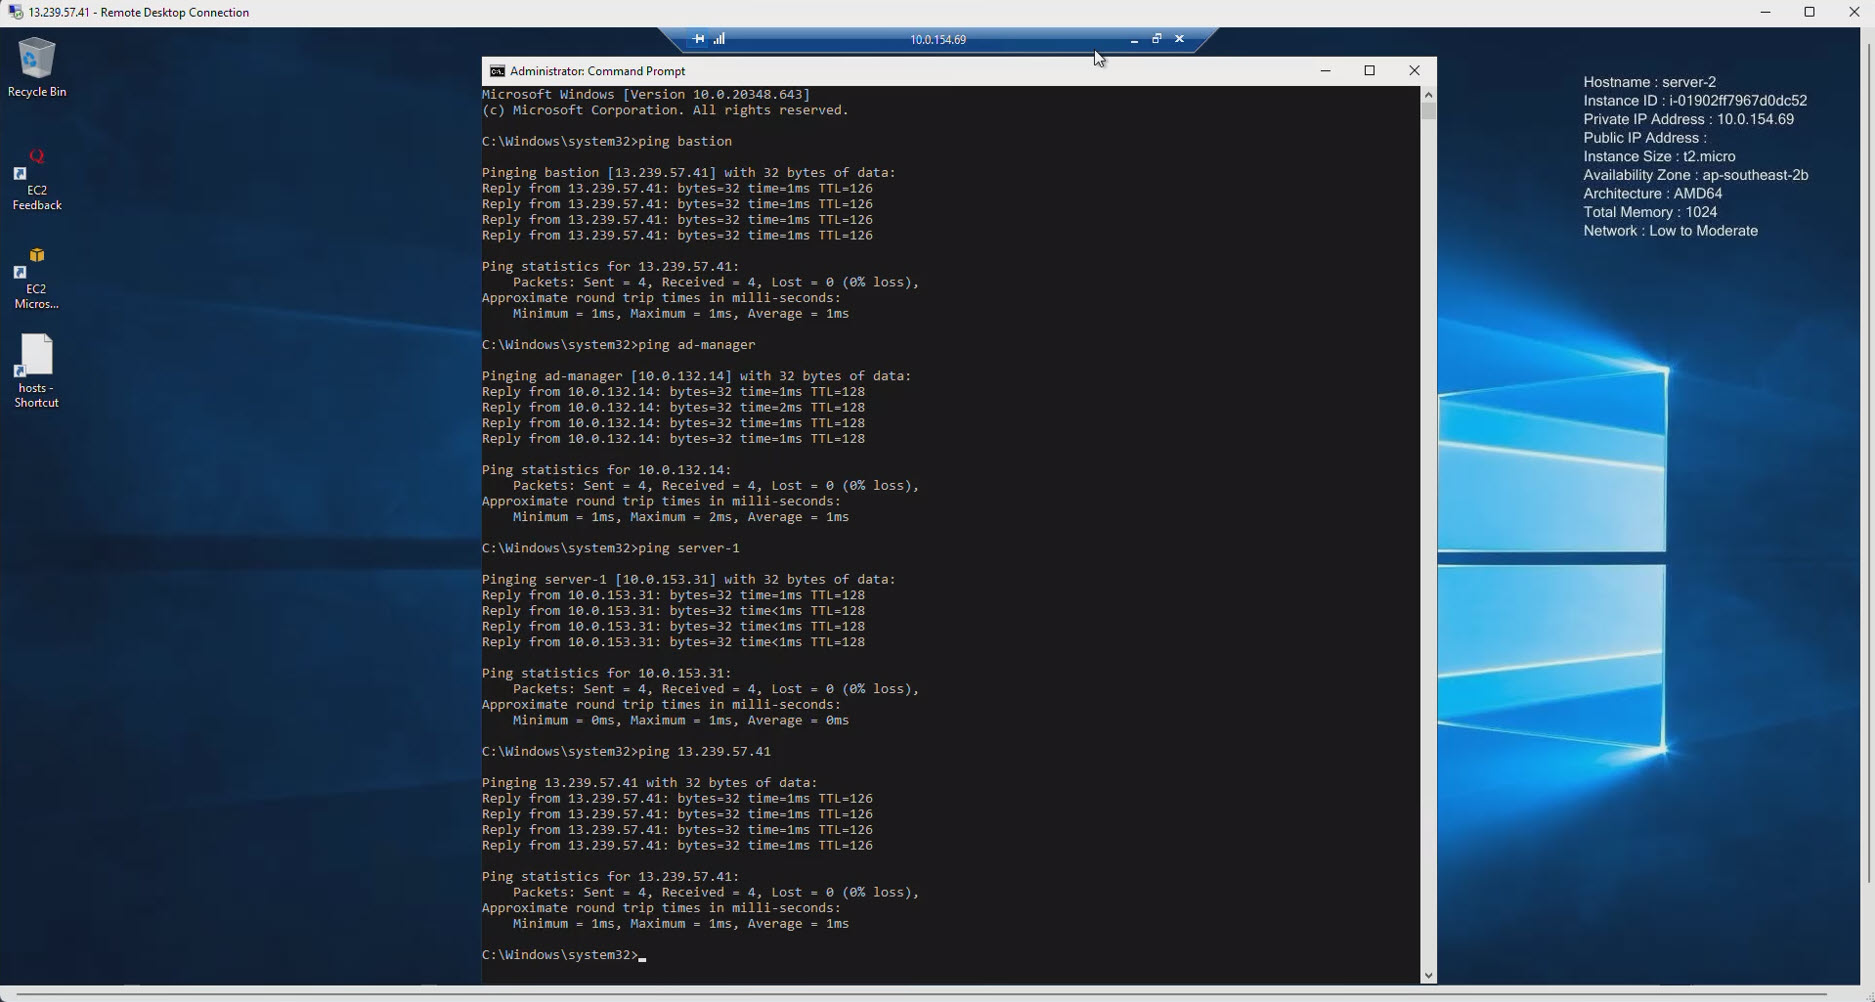 13.239.57.41 - Remote Desktop Connection
10.0.154.69
Recycle Bin
EC2
Feedback
EC2
Micros...
hosts -
Shortcut
Administrator: Command Prompt
Microsoft Windows [Version 10.0.20348.643]
(c) Microsoft Corporation. All rights reserved.
C:\Windows\system32>ping bastion
Pinging bastion [13.239.57.41] with 32 bytes of data:
Reply from 13.239.57.41: bytes=32 time=1ms TTL=126
Reply from 13.239.57.41: bytes=32 time=1ms TTL=126
Reply from 13.239.57.41: bytes=32 time=1ms TTL=126
Reply from 13.239.57.41: bytes=32 time=1ms TTL=126
Ping statistics for 13.239.57.41:
Packets: Sent = 4, Received = 4, Lost = 0 (0% loss),
Approximate round trip times in milli-seconds:
Minimum = 1ms, Maximum = 1ms, Average = 1ms
C:\Windows\system32>ping ad-manager
Pinging ad-manager [10.0.132.14] with 32 bytes of data:
Reply from 10.0.132.14: bytes=32 time=1ms TTL=128
Reply from 10.0.132.14: bytes=32 time=2ms TTL=128
Reply from 10.0.132.14: bytes=32 time=1ms TTL=128
Reply from 10.0.132.14: bytes=32 time=1ms TTL=128
Ping statistics for 10.0.132.14:
Packets: Sent = 4, Received = 4, Lost = 0 (0% loss),
Approximate round trip times in milli-seconds:
Minimum = 1ms, Maximum = 2ms, Average = 1ms
C:\Windows\system32>ping server-1
Pinging server-1 [10.0.153.31] with 32 bytes of data:
Reply from 10.0.153.31: bytes=32 time=1ms TTL=128
Reply from 10.0.153.31: bytes=32 time<1ms TTL=128
Reply from 10.0.153.31: bytes=32 time<1ms TTL=128
Reply from 10.0.153.31: bytes=32 time<1ms TTL=128
Ping statistics for 10.0.153.31:
Packets: Sent = 4, Received = 4, Lost = 0 (0% loss),
Approximate round trip times in milli-seconds:
Minimum = 0ms, Maximum = 1ms, Average = 0ms
C:\Windows\system32>ping 13.239.57.41
Pinging 13.239.57.41 with 32 bytes of data:
Reply from 13.239.57.41: bytes=32 time=1ms TTL=126
Reply from 13.239.57.41: bytes=32 time=1ms TTL=126
Reply from 13.239.57.41: bytes=32 time=1ms TTL=126
Reply from 13.239.57.41: bytes=32 time=1ms TTL=126
Ping statistics for 13.239.57.41:
Packets: Sent = 4, Received = 4, Lost = 0 (0% loss),
Approximate round trip times in milli-seconds:
Minimum = 1ms, Maximum = 1ms, Average = 1ms
C:\Windows\system32>
Hostname : server-2
Instance ID : i-01902ff7967d0dc52
Private IP Address : 10.0.154.69
Public IP Address :
Instance Size : t2.micro
Availability Zone : ap-southeast-2b
Architecture : AMD64
Total Memory : 1024
Network : Low to Moderate